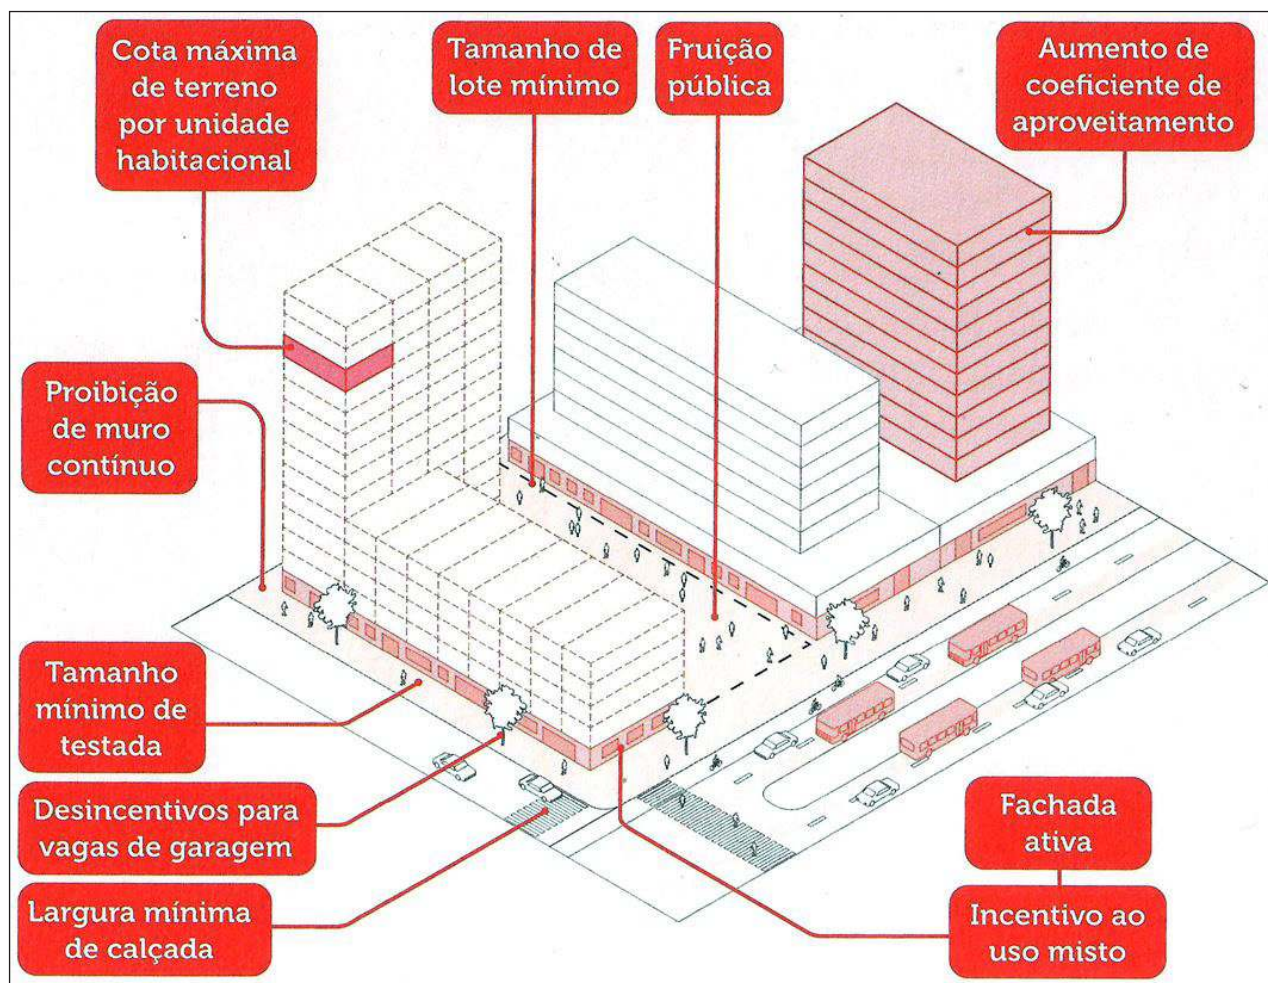 Cota máxima
de terreno
por unidade
habitacional
Tamanho de
lote mínimo
Fruição
pública
Aumento de
coeficiente de
aproveitamento
Proibição
de muro
contínuo
Tamanho
mínimo de
testada
Desincentivos para
vagas de garagem
Largura mínima
de calçada
Fachada
ativa
Incentivo ao
uso misto